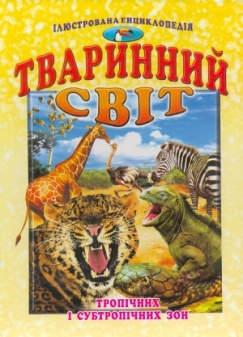 ІЛЮСТРОВАНА ЕНЦИКЛОПЕДІЯ
ТВАРИННИЙ
СВІТ
ТРОПІЧНИХ
І СУБТРОПІЧНИХ ЗОН